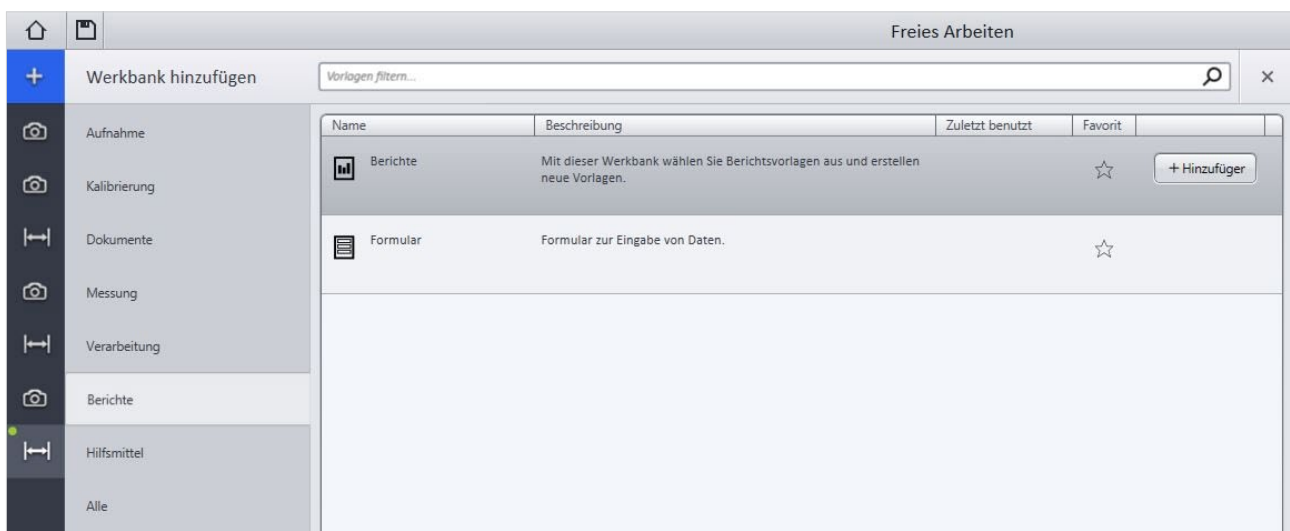 Freies Arbeiten
Werkbank hinzufügen
Vorlagen filtern...
Aufnahme
Kalibrierung
Dokumente
Messung
Verarbeitung
Berichte
Hilfsmittel
Alle
Name Beschreibung Zuletzt benutzt Favorit
Berichte
Mit dieser Werkbank wählen Sie Berichtsvorlagen aus und erstellen
neue Vorlagen.
+ Hinzufüger
Formular
Formular zur Eingabe von Daten.